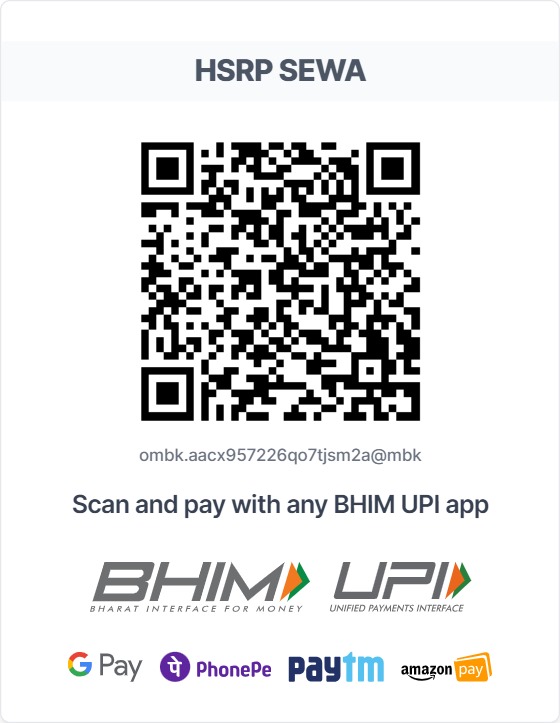 HSRP SEWA
ombk.aacx957226qo7tjsm2a@mbk
Scan and pay with any BHIM UPI app
BHIM UPI
BHARAT INTERFACE FOR MONEY UNIFIED PAYMENTS INTERFACE
G Pay पे PhonePe paytm amazon pay